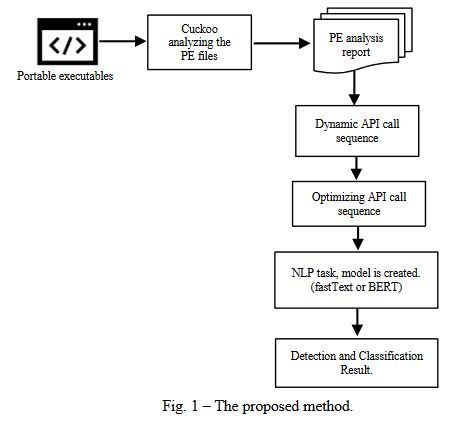 </>
Portable executables
Cuckoo
analyzing the
PE files
PE analysis
report
Dynamic API call
sequence
Optimizing API call
sequence
NLP task, model is created.
(fastText or BERT)
Detection and Classification
Result.
Fig. 1 – The proposed method.